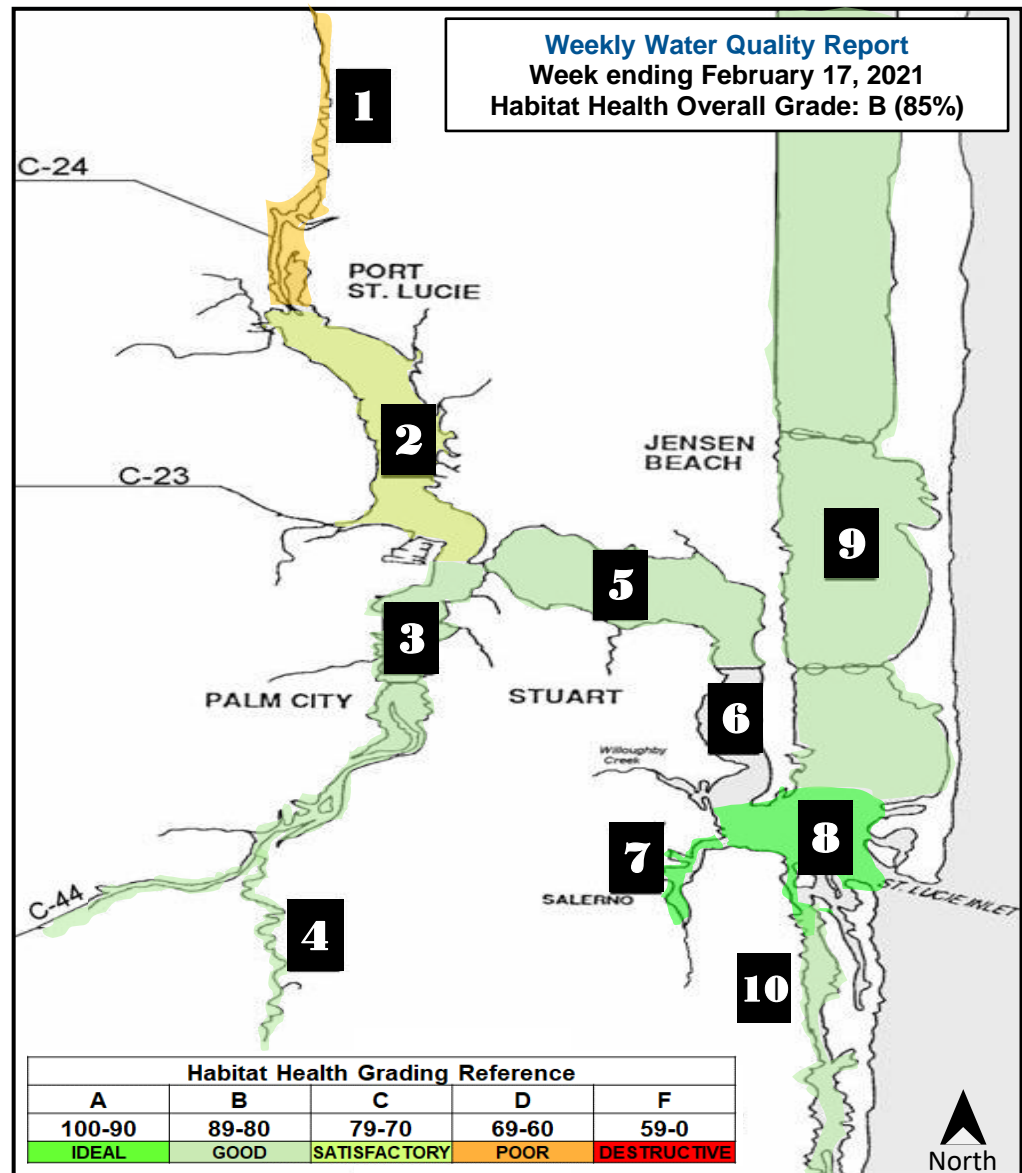 Weekly Water Quality Report
Week ending February 17, 2021
Habitat Health Overall Grade: B (85%)
1
C-24
PORT
ST. LUCIE
2
C-23
JENSEN
BEACH
9
5
3
PALM CITY
STUART
6
Willoughby
Creek
7
8
SALERNO
ST. LUCIE INLET
C-44
4
10
Habitat Health Grading Reference
A B C D F
100-90 89-80 79-70 69-60 59-0
IDEAL GOOD SATISFACTORY POOR DESTRUCTIVE
North